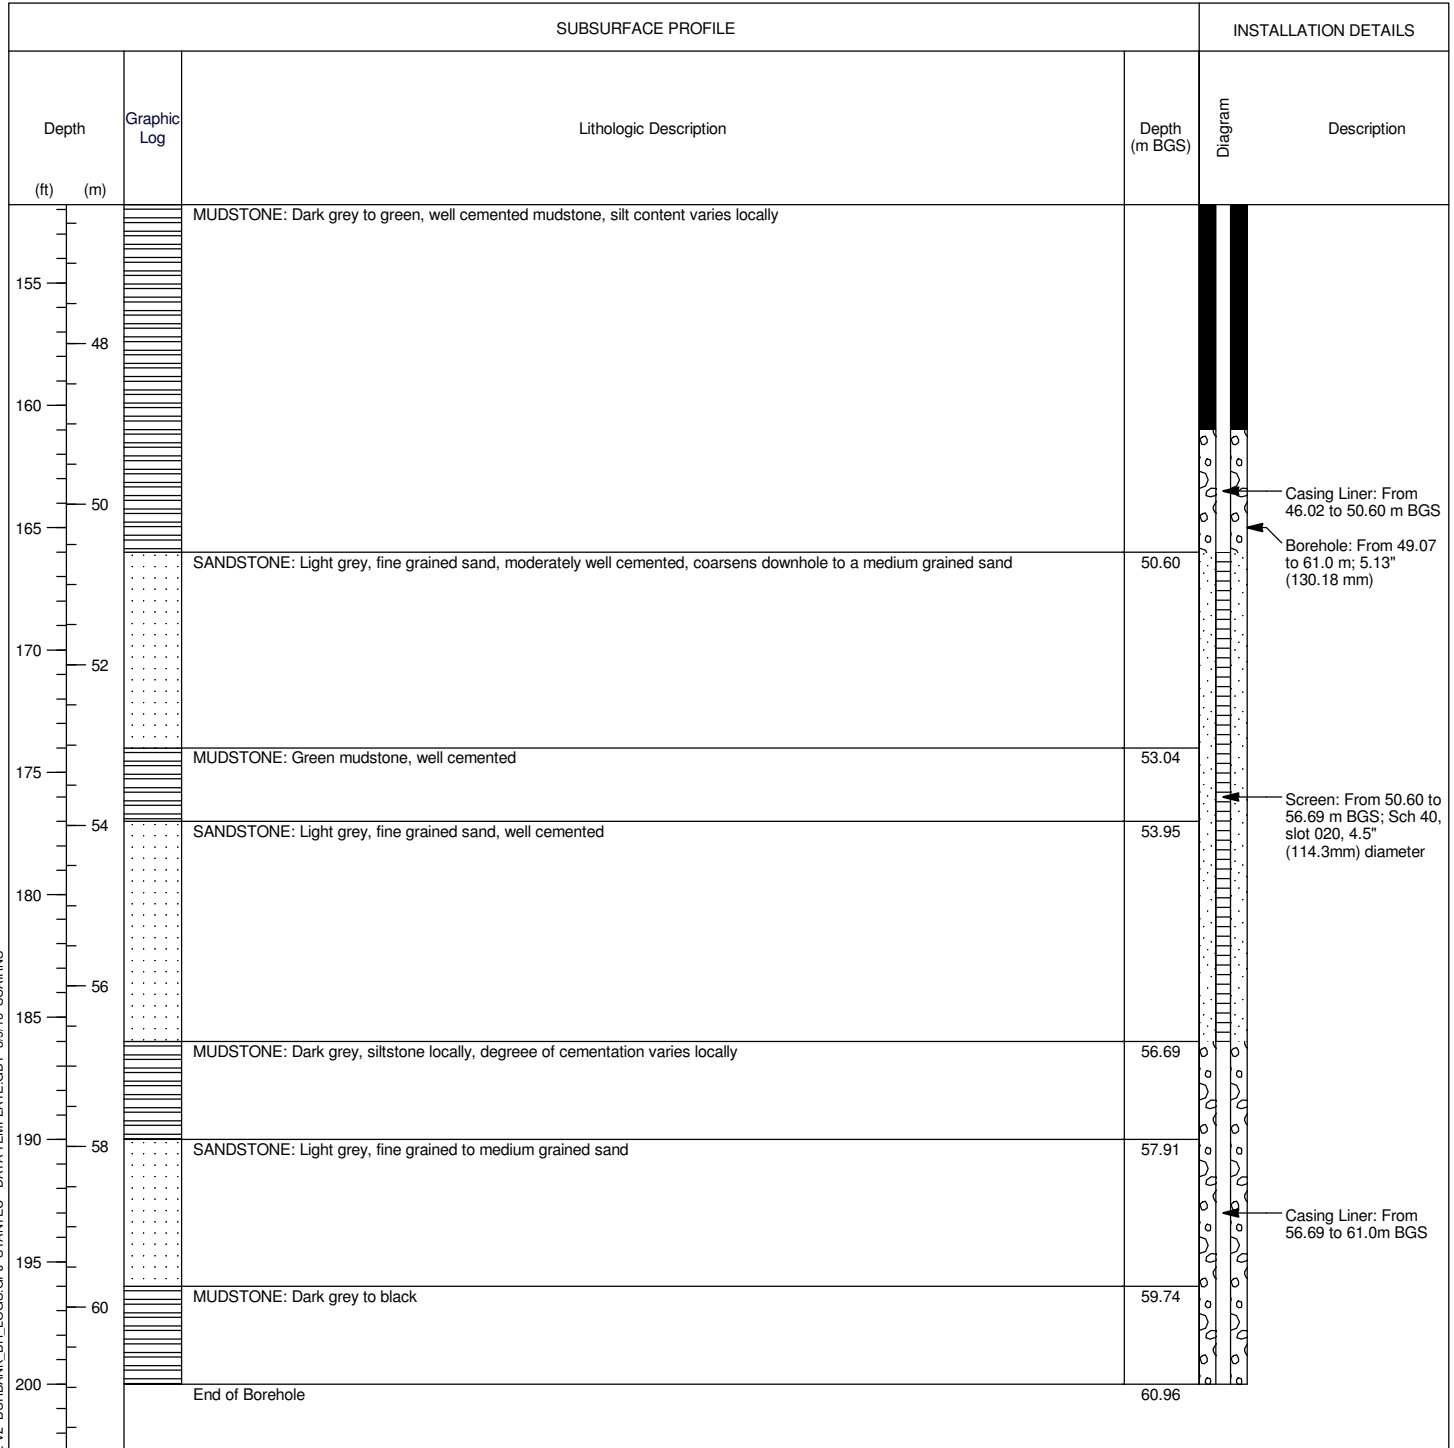 SUBSURFACE PROFILE
INSTALLATION DETAILS
Depth
Graphic
Log
Lithologic Description
Depth
(m BGS)
Diagram
Description
(ft)
(m)
MUDSTONE: Dark grey to green, well cemented mudstone, silt content varies locally
155
48
160
50
Casing Liner: From
46.02 to 50.60 m BGS
165
Borehole: From 49.07
to 61.0 m; 5.13"
(130.18 mm)
SANDSTONE: Light grey, fine grained sand, moderately well cemented, coarsens downhole to a medium grained sand
50.60
170
52
MUDSTONE: Green mudstone, well cemented
53.04
175
Screen: From 50.60 to
56.69 m BGS; Sch 40,
slot 020, 4.5"
(114.3mm) diameter
54
SANDSTONE: Light grey, fine grained sand, well cemented
53.95
180
56
185
MUDSTONE: Dark grey, siltstone locally, degreee of cementation varies locally
56.69
190
58
SANDSTONE: Light grey, fine grained to medium grained sand
57.91
Casing Liner: From
56.69 to 61.0m BGS
195
MUDSTONE: Dark grey to black
59.74
60
200
End of Borehole
60.96